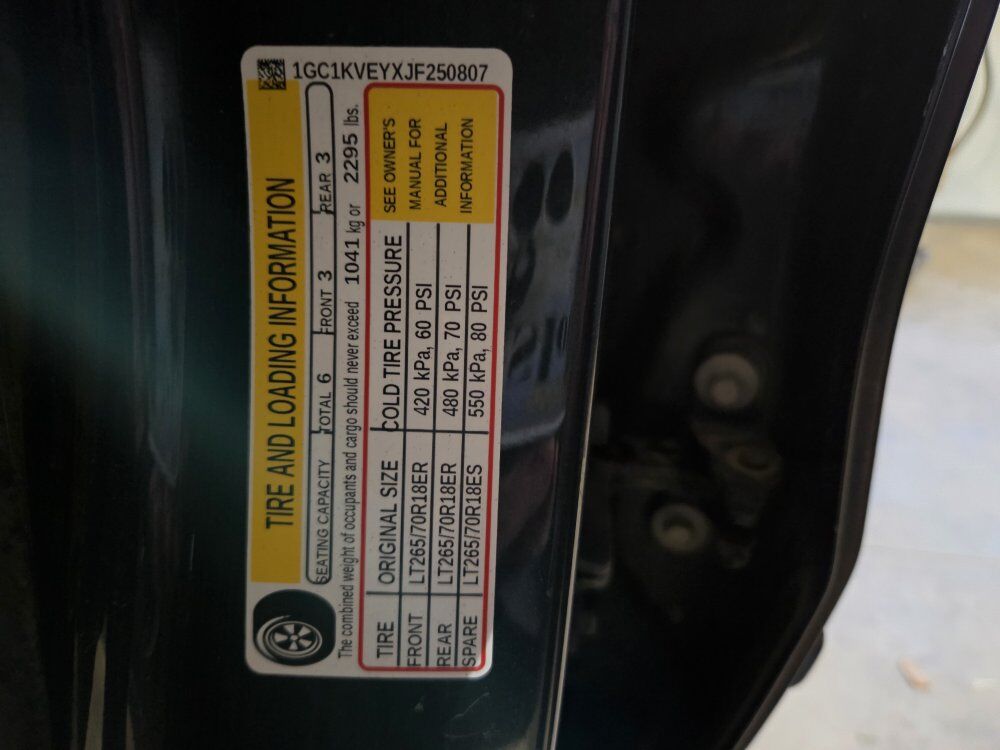 1GC1KVEYXJF250807
TIRE AND LOADING INFORMATION
SEATING CAPACITY TOTAL 6 FRONT 3 REAR 3
The combined weight of occupants and cargo should never exceed 1041 kg or 2295 lbs.
TIRE ORIGINAL SIZE COLD TIRE PRESSURE
FRONT LT265/70R18ER 420 kPa, 60 PSI
REAR LT265/70R18ER 480 kPa, 70 PSI
SPARE LT265/70R18ES 550 kPa, 80 PSI
SEE OWNER'S
MANUAL FOR
ADDITIONAL
INFORMATION